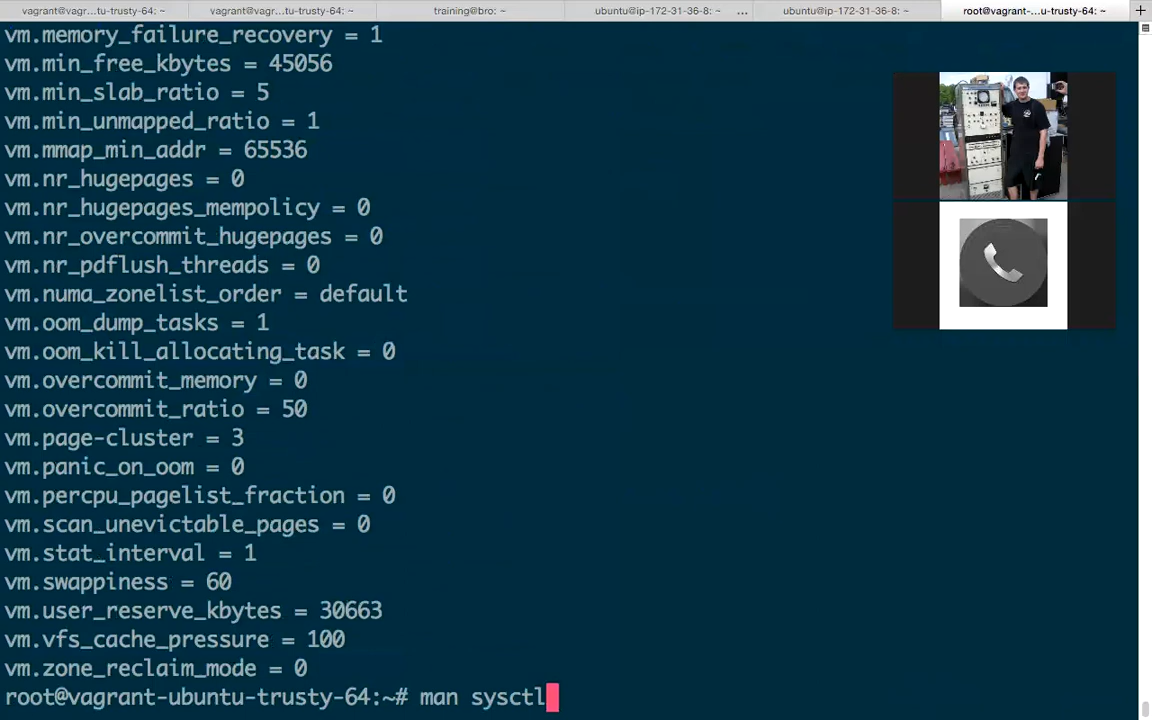 vagrant@vagr....tu-trusty-64: ~ vagrant@vagr....tu-trusty-64: ~ training@bro: ~ ubuntu@ip-172-31-36-8: ~ ... ubuntu@ip-172-31-36-8: ~ root@vagrant-...u-trusty-64: ~ +
vm.memory_failure_recovery = 1
vm.min_free_kbytes = 45056
vm.min_slab_ratio = 5
vm.min_unmapped_ratio = 1
vm.mmap_min_addr = 65536
vm.nr_hugepages = 0
vm.nr_hugepages_mempolicy = 0
vm.nr_overcommit_hugepages = 0
vm.nr_pdflush_threads = 0
vm.numa_zonelist_order = default
vm.oom_dump_tasks = 1
vm.oom_kill_allocating_task = 0
vm.overcommit_memory = 0
vm.overcommit_ratio = 50
vm.page-cluster = 3
vm.panic_on_oom = 0
vm.percpu_pagelist_fraction = 0
vm.scan_unevictable_pages = 0
vm.stat_interval = 1
vm.swappiness = 60
vm.user_reserve_kbytes = 30663
vm.vfs_cache_pressure = 100
vm.zone_reclaim_mode = 0
root@vagrant-ubuntu-trusty-64:~# man sysctl